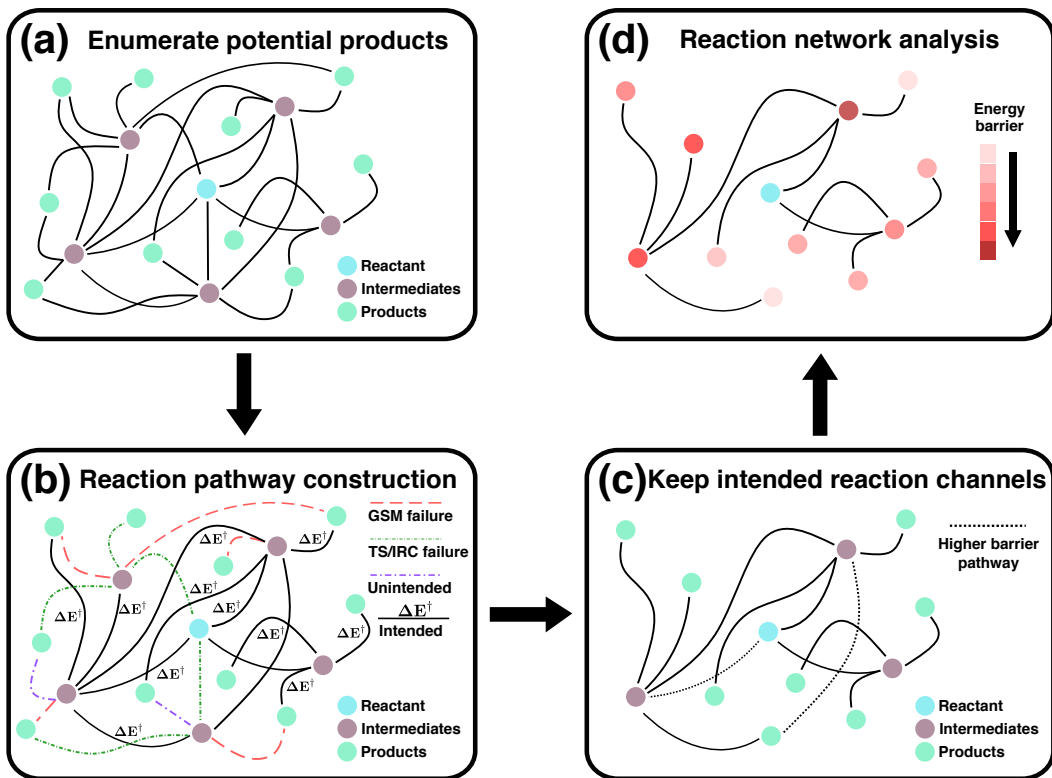 (a) Enumerate potential products
Reactant
Intermediates
Products
(d) Reaction network analysis
Energy
barrier
(b) Reaction pathway construction
GSM failure
TS/IRC failure
Unintended
ΔE†
Intended
ΔE†
ΔE†
ΔE†
ΔE†
ΔE†
ΔE†
ΔE†
ΔE†
ΔE†
ΔE†
ΔE†
Reactant
Intermediates
Products
(c) Keep intended reaction channels
Higher barrier
pathway
Reactant
Intermediates
Products